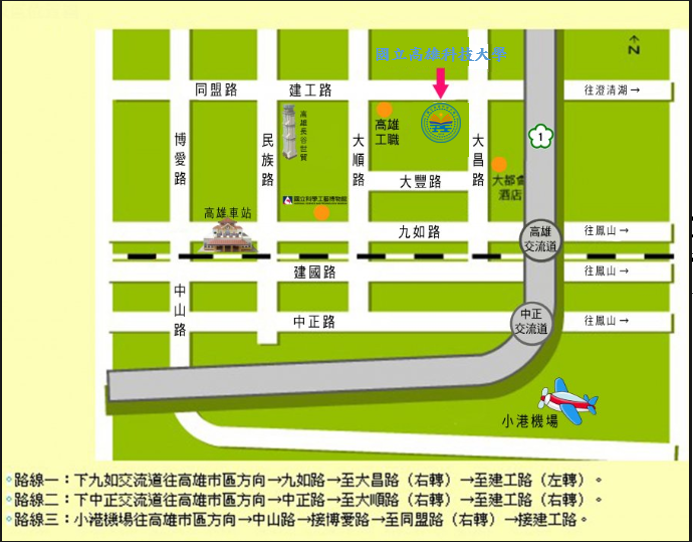 國立高雄科技大學
N
同盟路
建工路
往澄清湖→
博愛路
民族路
高雄長谷世貿
大順路
高雄
工職
大昌路
1
大都會
酒店
大豐路
國立科學工藝博物館
高雄車站
九如路
高雄
交流道
往鳳山→
建國路
往鳳山→
中山路
中正路
中正
交流道
往鳳山→
小港機場
路線一：下九如交流道往高雄市區方向→九如路→至大昌路（右轉）→至建工路（左轉）。
路線二：下中正交流道往高雄市區方向→中正路→至大順路（右轉）→至建工路（右轉）。
路線三：小港機場往高雄市區方向→中山路→接博愛路→至同盟路（右轉）→接建工路。